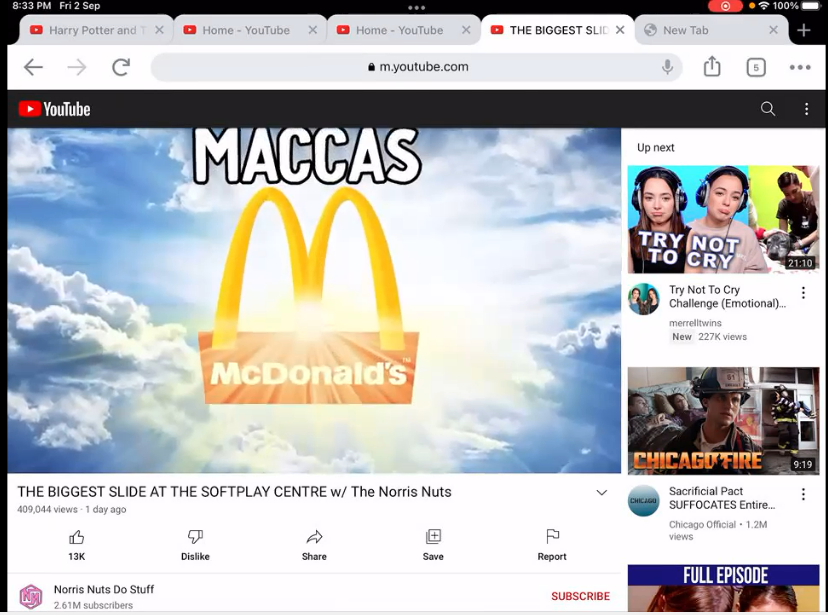 8:33 PM Fri 2 Sep
100%
Harry Potter and T
Home - YouTube
Home - YouTube
THE BIGGEST SLID
New Tab
m.youtube.com
5
YouTube
MACCAS
McDonald's™
THE BIGGEST SLIDE AT THE SOFTPLAY CENTRE w/ The Norris Nuts
409,044 views · 1 day ago
13K
Dislike
Share
Save
Report
NN
Norris Nuts Do Stuff
2.61M subscribers
SUBSCRIBE
Up next
TRY NOT
TO CRY
21:10
Try Not To Cry
Challenge (Emotional)...
merrelltwins
New 227K views
51
CHICAGO FIRE
9:19
CHICAGO
Sacrificial Pact
SUFFOCATES Entire...
Chicago Official • 1.2M
views
FULL EPISODE